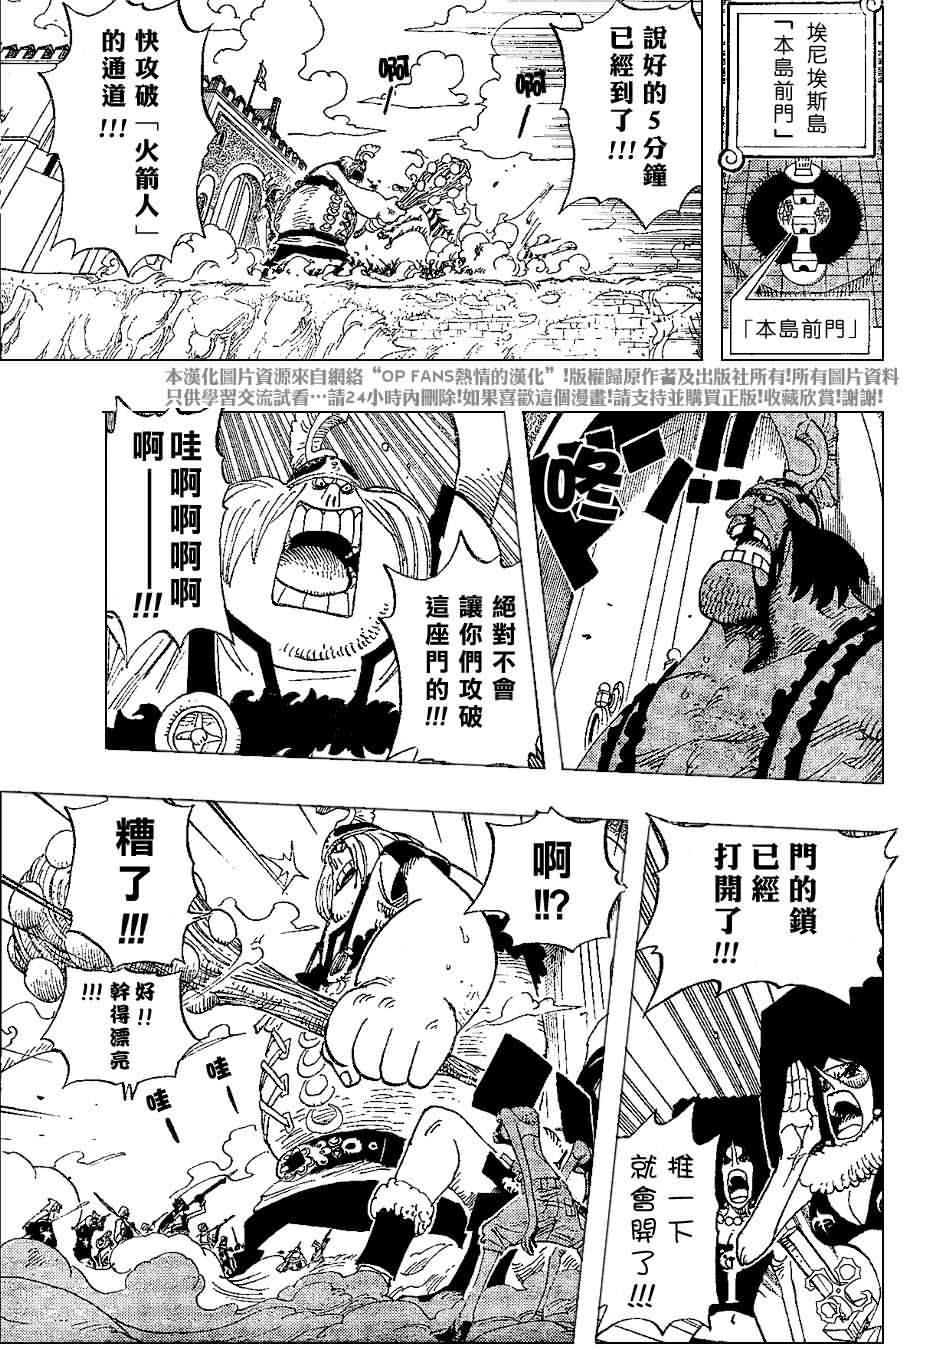 埃尼埃斯島
「本島前門」
「本島前門」
說好的5分鐘
已經到了!!!
啊—
啊—
快攻破「火箭人」
的通道
!!!
本漢化圖片資源來自網絡“OP FANS熱情的漢化”!版權歸原作者及出版社所有!所有圖片資料
只供學習交流試看…請24小時內刪除!如果喜歡這個漫畫!請支持並購買正版!收藏欣賞!謝謝!
咚
!!
絕對不會
讓你們攻破
這座門的!!!
哇啊啊啊啊
啊——!!!
門的鎖
已經
打開了!!!
推一下
就會開了!!!
啊
!!?
糟了!!!
好!!
幹得漂亮
!!!
哇—
哇—